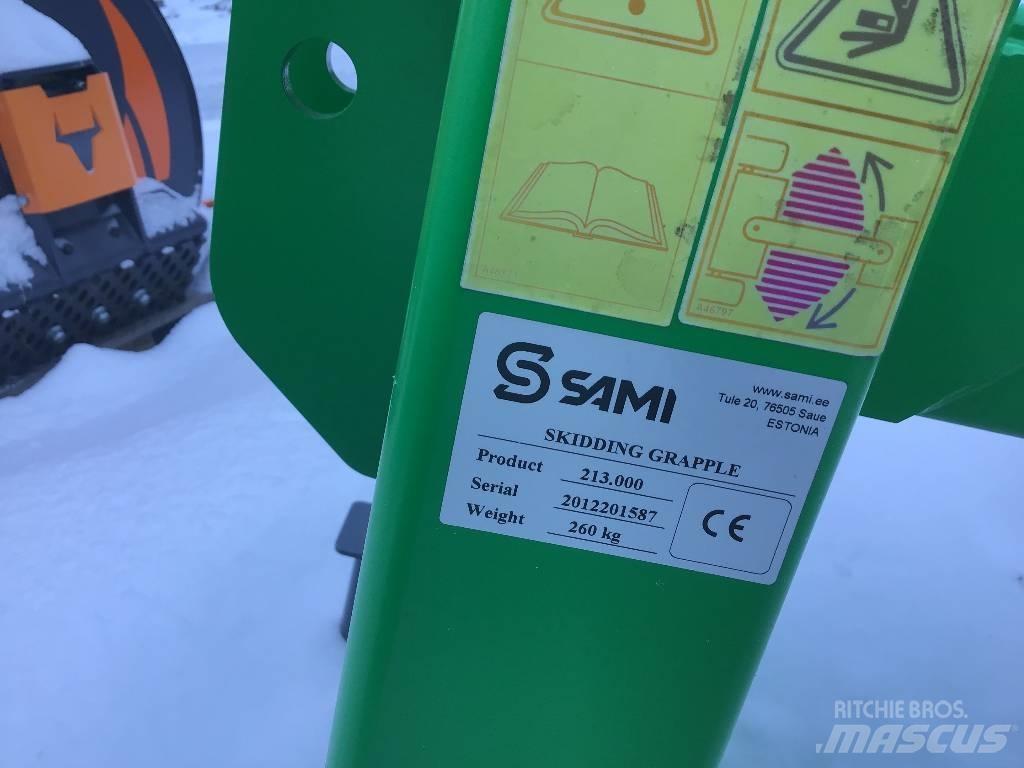 A46797
SAMI
www.sami.ee
Tule 20, 76505 Saue
ESTONIA
SKIDDING GRAPPLE
Product 213.000
Serial 2012201587
Weight 260 kg
CE
RITCHIE BROS.
MASCUS